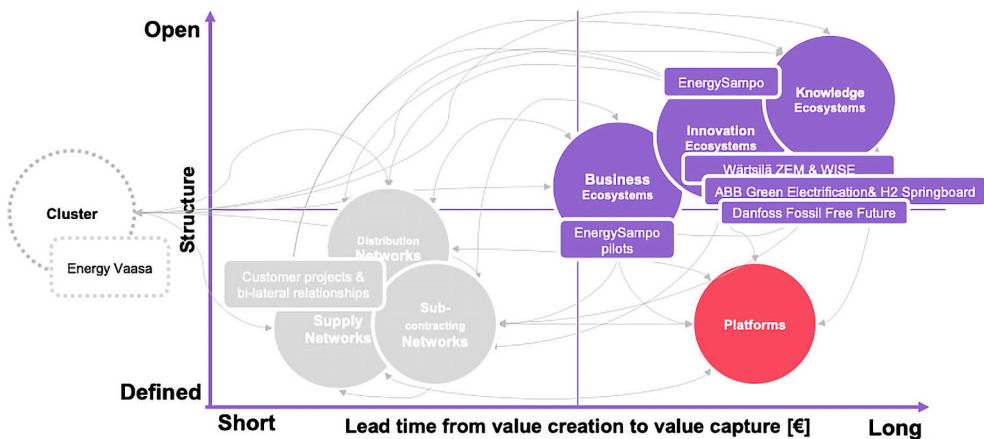 Open
EnergySampo
Knowledge
Ecosystems
Innovation
Ecosystems
Wärtsilä ZEM & WISE
Business
Ecosystems
ABB Green Electrification& H2 Springboard
Danfoss Fossil Free Future
Structure
Cluster
Energy Vaasa
EnergySampo
pilots
Distribution
Networks
Customer projects &
bi-lateral relationships
Sub-
contracting
Networks
Supply
Networks
Platforms
Defined
Short
Lead time from value creation to value capture [€]
Long